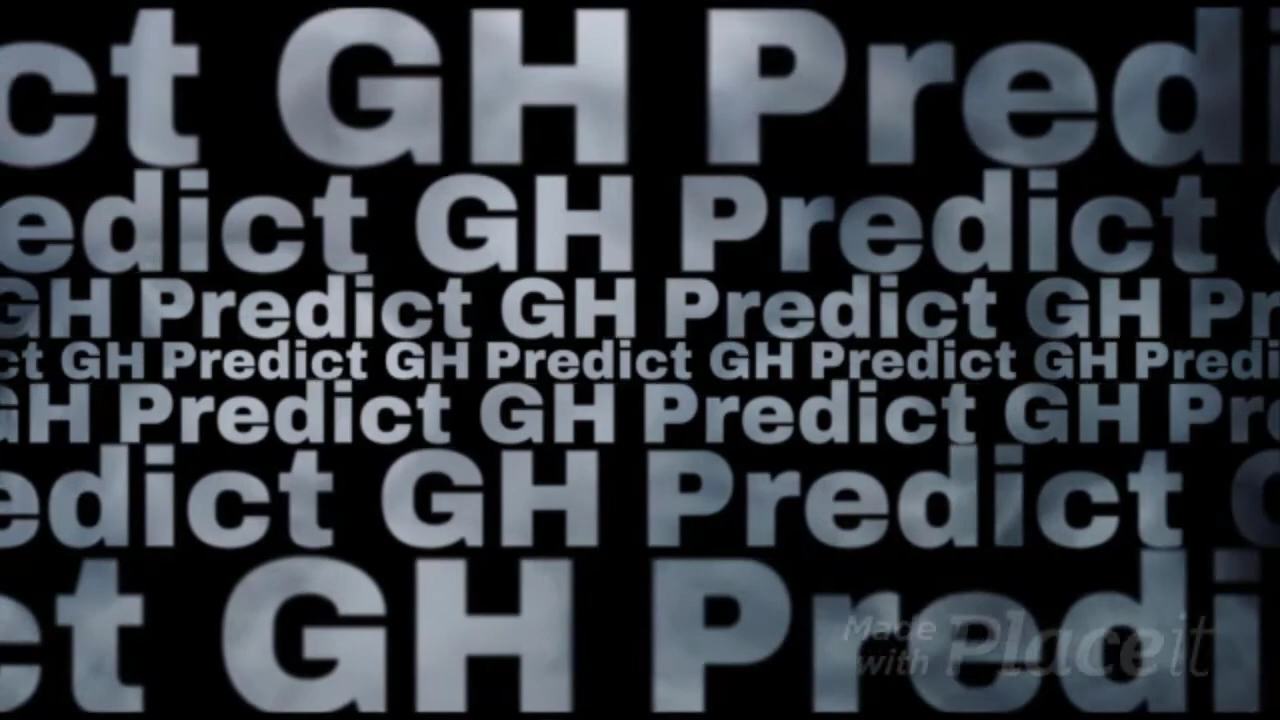 ct GH Predi
edict GH Predict
GH Predict GH Predict GH Pr
ct GH Predict GH Predict GH Predict GH Predi
GH Predict GH Predict GH Pre
edict GH Predict G
ct GH Predi
Made
with Placeit